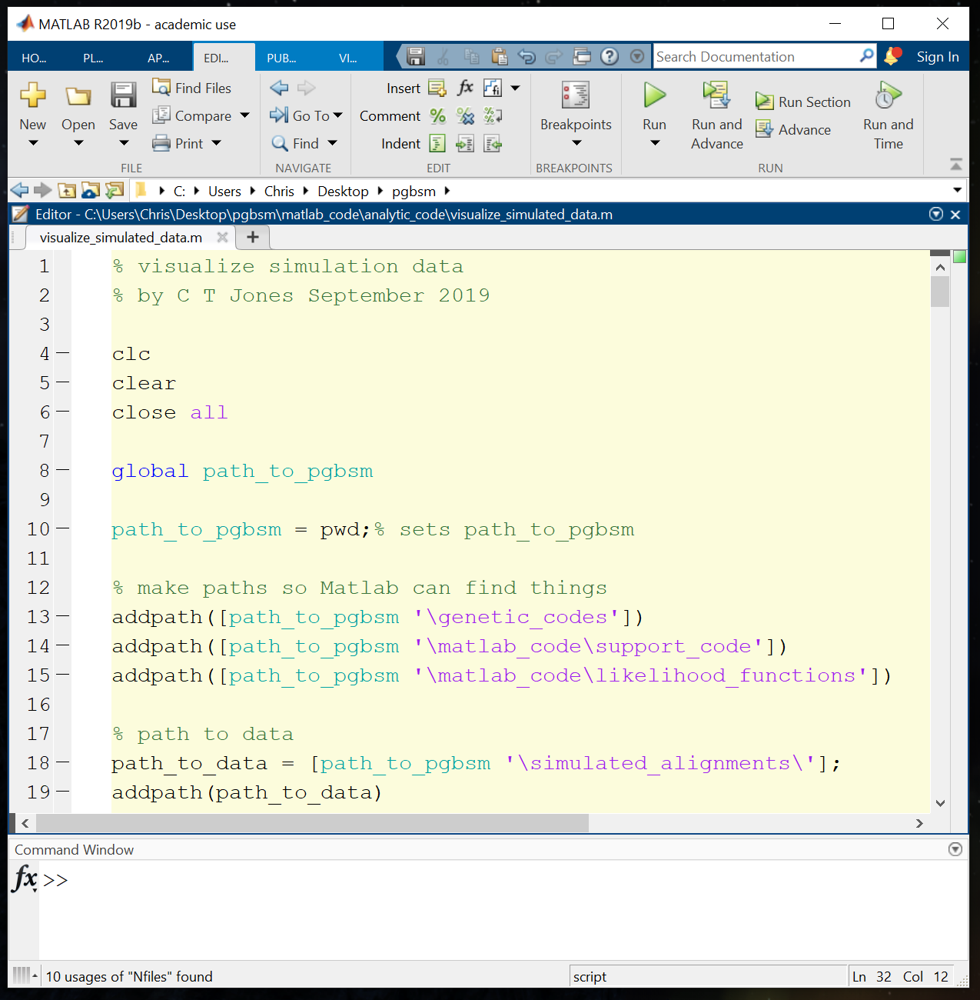 MATLAB R2019b - academic use
HO... PL... AP... EDI... PUB... VI... Search Documentation Sign In
New Open Save Find Files Compare Print
Go To Find
Insert fx fi
Comment % % %
Indent
Breakpoints
Run Run and Advance Run Section Advance Run and Time
FILE NAVIGATE EDIT BREAKPOINTS RUN
C: Users Chris Desktop pgbsm
Editor - C:\Users\Chris\Desktop\pgbsm\matlab_code\analytic_code\visualize_simulated_data.m
visualize_simulated_data.m +
1 % visualize simulation data
2 % by C T Jones September 2019
3
4 – clc
5 – clear
6 – close all
7
8 – global path_to_pgbsm
9
10 – path_to_pgbsm = pwd;% sets path_to_pgbsm
11
12 % make paths so Matlab can find things
13 – addpath([path_to_pgbsm '\genetic_codes'])
14 – addpath([path_to_pgbsm '\matlab_code\support_code'])
15 – addpath([path_to_pgbsm '\matlab_code\likelihood_functions'])
16
17 % path to data
18 – path_to_data = [path_to_pgbsm '\simulated_alignments\'];
19 – addpath(path_to_data)
Command Window
fx >>
10 usages of "Nfiles" found script Ln 32 Col 12